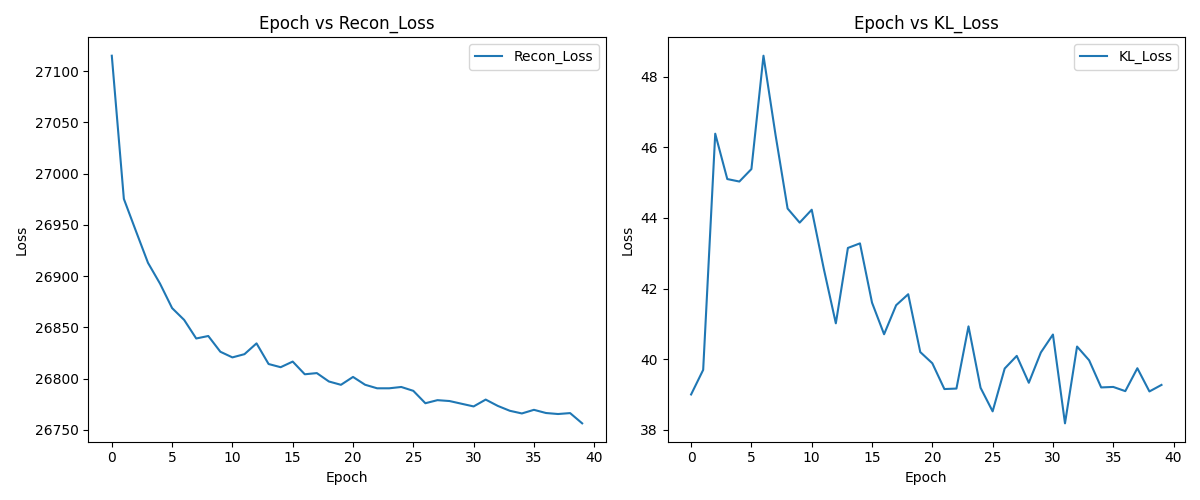 Epoch vs Recon_Loss
Recon_Loss
27100
27050
27000
26950
26900
26850
26800
26750
Loss
0 5 10 15 20 25 30 35 40
Epoch
Epoch vs KL_Loss
KL_Loss
48
46
44
42
40
38
Loss
0 5 10 15 20 25 30 35 40
Epoch